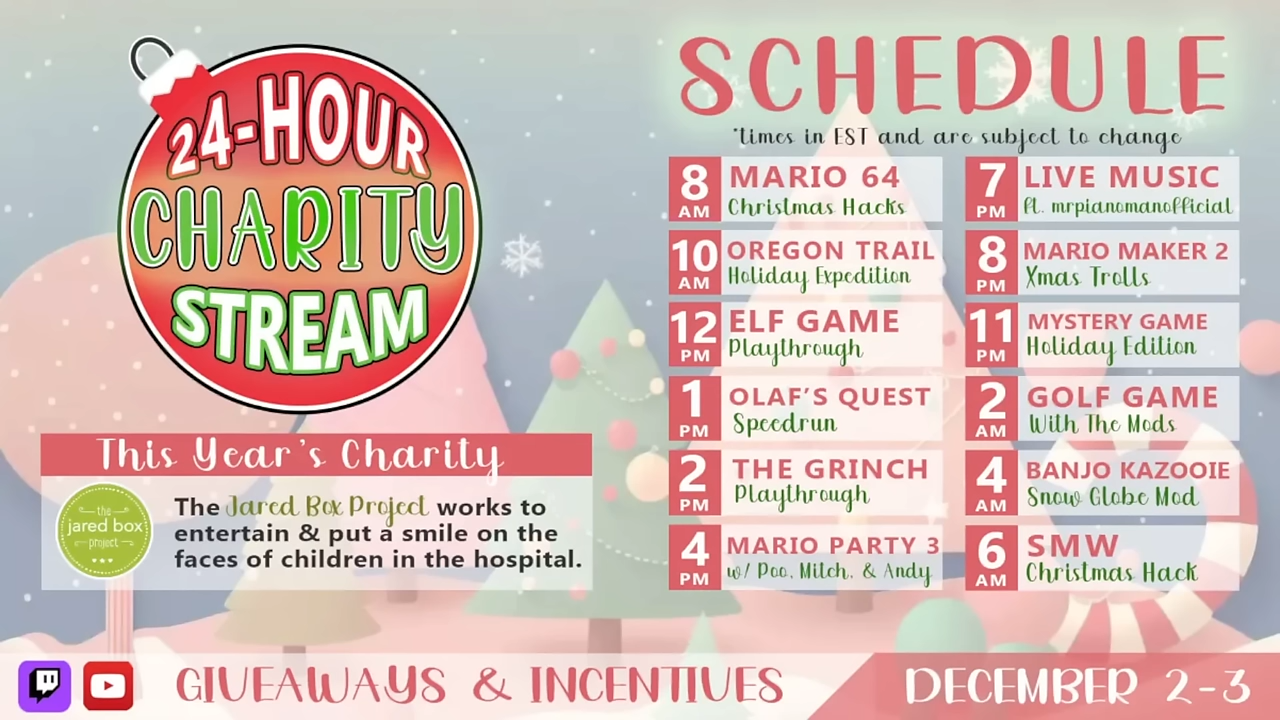 24-HOUR
CHARITY
STREAM
This Year's Charity
the
jared box
project
The Jared Box Project works to
entertain & put a smile on the
faces of children in the hospital.
SCHEDULE
*times in EST and are subject to change
8 AM MARIO 64
Christmas Hacks
10 AM OREGON TRAIL
Holiday Expedition
12 PM ELF GAME
Playthrough
1 PM OLAF'S QUEST
Speedrun
2 PM THE GRINCH
Playthrough
4 PM MARIO PARTY 3
w/ Poo, Mitch, & Andy
7 PM LIVE MUSIC
ft. mrpianomanofficial
8 PM MARIO MAKER 2
Xmas Trolls
11 PM MYSTERY GAME
Holiday Edition
2 AM GOLF GAME
With The Mods
4 AM BANJO KAZOOIE
Snow Globe Mod
6 AM SMW
Christmas Hack
GIVEAWAYS & INCENTIVES
DECEMBER 2-3